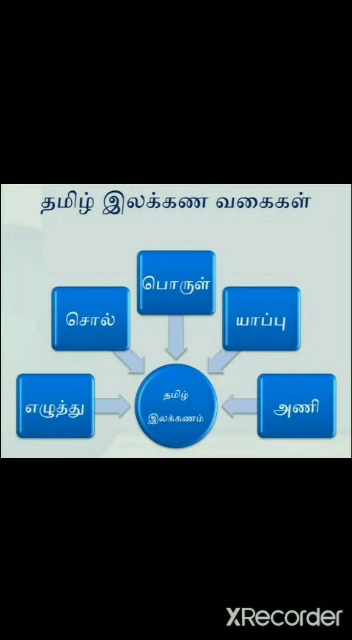 தமிழ் இலக்கண வகைகள்
பொருள்
சொல்
யாப்பு
எழுத்து
தமிழ்
இலக்கணம்
அணி
XRecorder